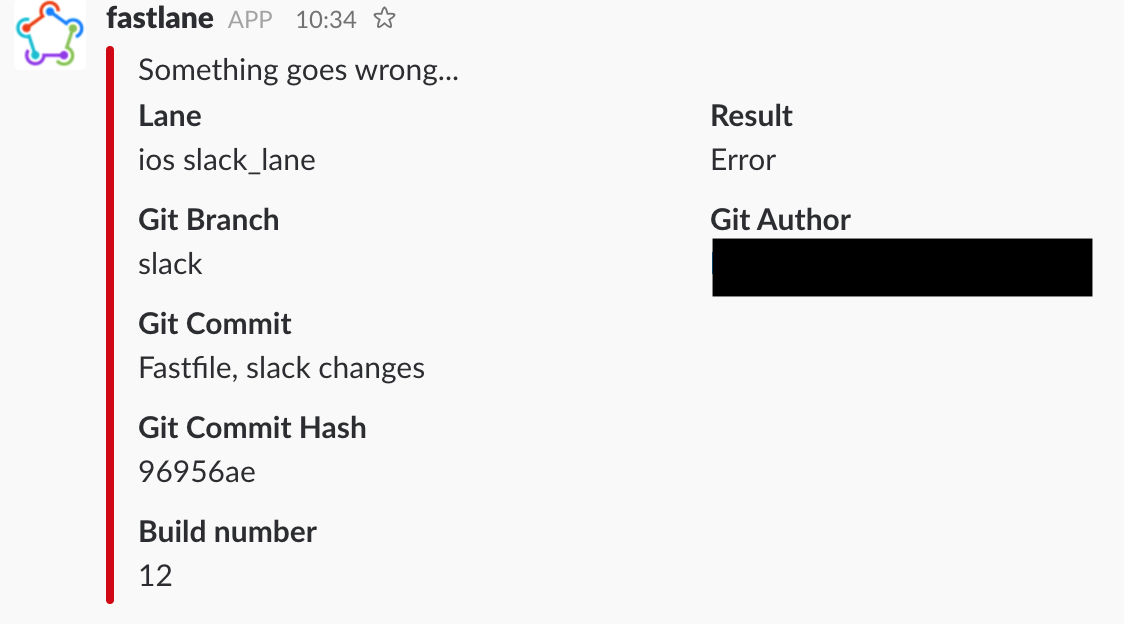 fastlane APP 10:34
Something goes wrong...
Lane
ios slack_lane
Result
Error
Git Branch
slack
Git Author
Git Commit
Fastfile, slack changes
Git Commit Hash
96956ae
Build number
12